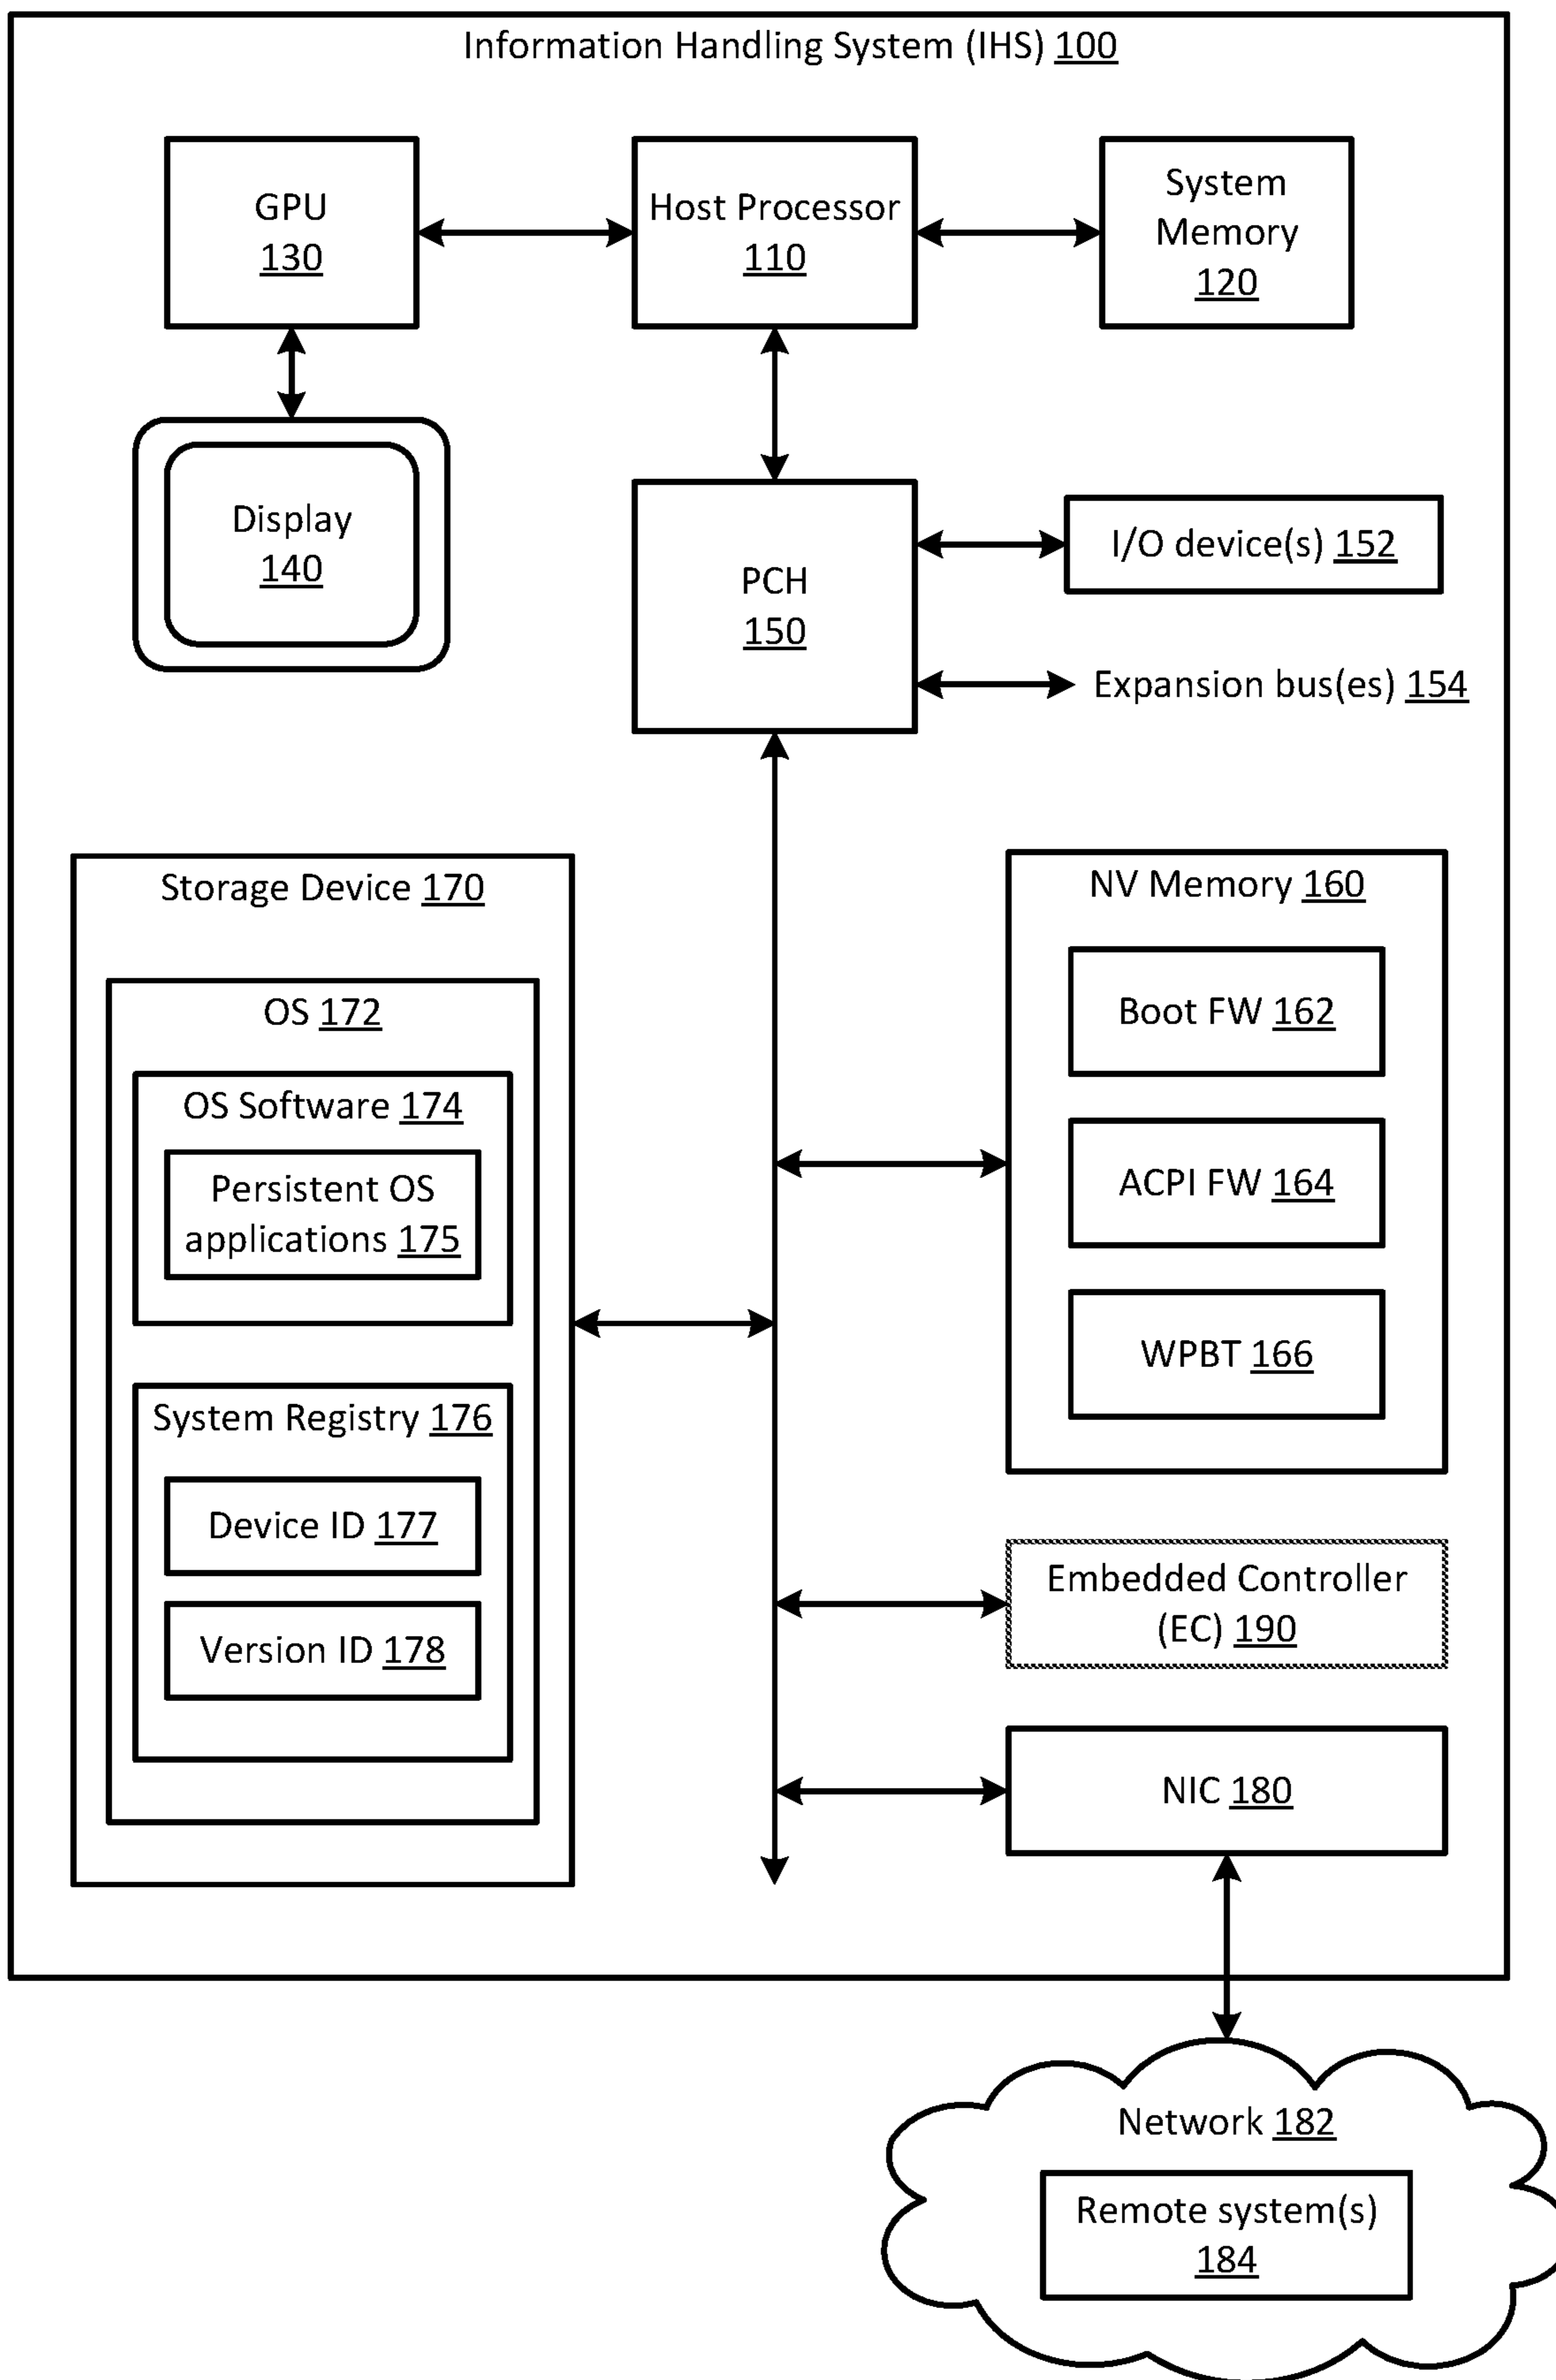 Information Handling System (IHS) 100
GPU
130
Host Processor
110
System
Memory
120
Display
140
PCH
150
I/O device(s) 152
Expansion bus(es) 154
Storage Device 170
OS 172
OS Software 174
Persistent OS
applications 175
System Registry 176
Device ID 177
Version ID 178
NV Memory 160
Boot FW 162
ACPI FW 164
WPBT 166
Embedded Controller
(EC) 190
NIC 180
Network 182
Remote system(s)
184